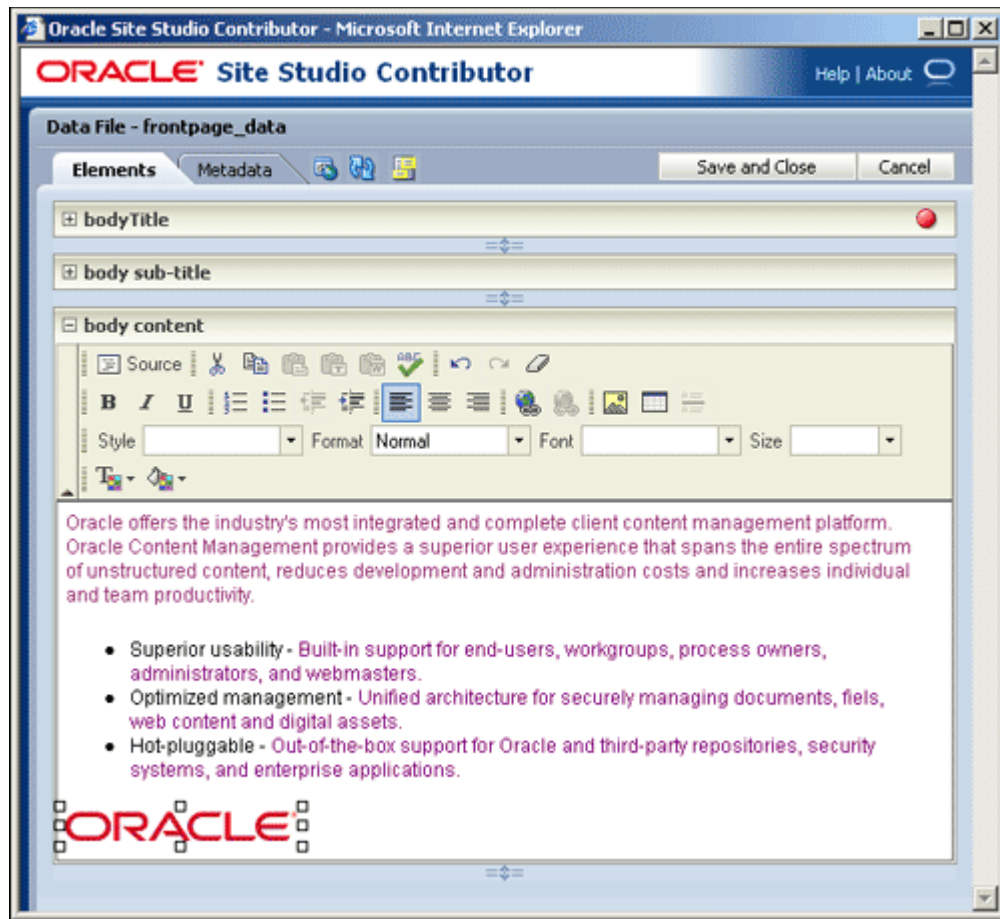 Oracle Site Studio Contributor - Microsoft Internet Explorer
ORACLE Site Studio Contributor
Help | About
Data File - frontpage_data
Elements Metadata Save and Close Cancel
bodyTitle
body sub-title
body content
Source ABC
B I U
Style Format Normal Font Size
T
Oracle offers the industry's most integrated and complete client content management platform.
Oracle Content Management provides a superior user experience that spans the entire spectrum
of unstructured content, reduces development and administration costs and increases individual
and team productivity.
• Superior usability - Built-in support for end-users, workgroups, process owners,
administrators, and webmasters.
• Optimized management - Unified architecture for securely managing documents, fiels,
web content and digital assets.
• Hot-pluggable - Out-of-the-box support for Oracle and third-party repositories, security
systems, and enterprise applications.
ORACLE